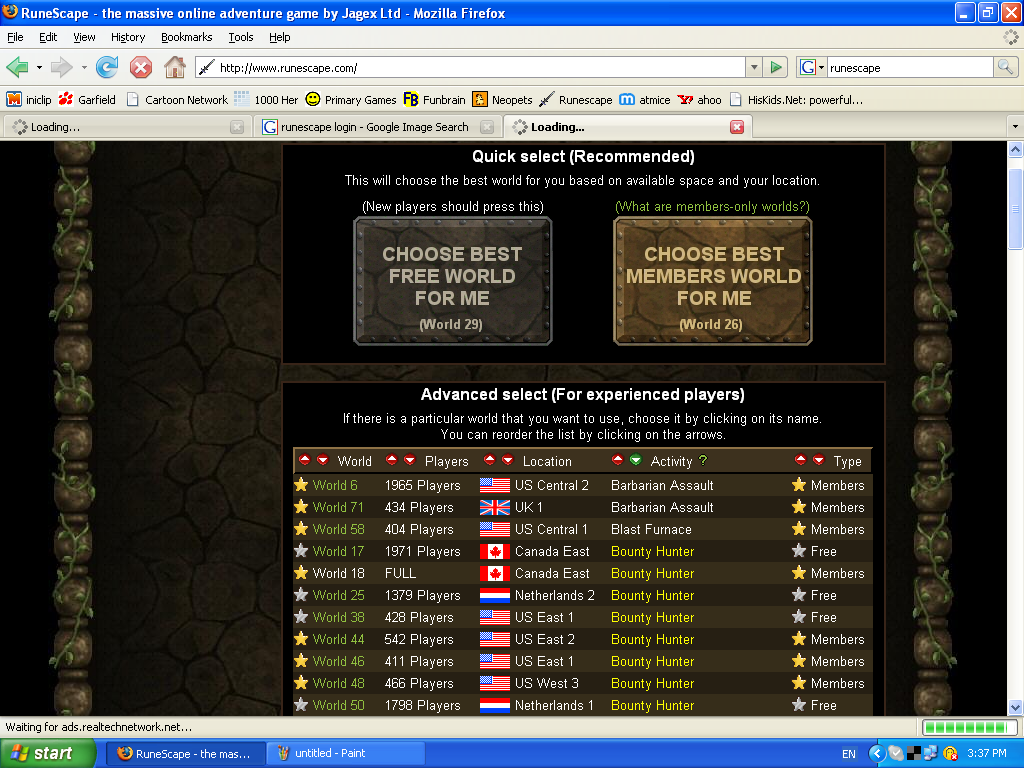 RuneScape - the massive online adventure game by Jagex Ltd - Mozilla Firefox
File Edit View History Bookmarks Tools Help
http://www.runescape.com/ G runescape
iniclip Garfield Cartoon Network 1000 Her Primary Games Funbrain Neopets Runescape atmice ahoo HisKids.Net: powerful...
Loading... runescape login - Google Image Search Loading...
Quick select (Recommended)
This will choose the best world for you based on available space and your location.
(New players should press this) (What are members-only worlds?)
CHOOSE BEST FREE WORLD FOR ME (World 29)
CHOOSE BEST MEMBERS WORLD FOR ME (World 26)
Advanced select (For experienced players)
If there is a particular world that you want to use, choose it by clicking on its name.
You can reorder the list by clicking on the arrows.
World Players Location Activity ? Type
World 6 1965 Players US Central 2 Barbarian Assault Members
World 71 434 Players UK 1 Barbarian Assault Members
World 58 404 Players US Central 1 Blast Furnace Members
World 17 1971 Players Canada East Bounty Hunter Free
World 18 FULL Canada East Bounty Hunter Members
World 25 1379 Players Netherlands 2 Bounty Hunter Free
World 38 428 Players US East 1 Bounty Hunter Free
World 44 542 Players US East 2 Bounty Hunter Members
World 46 411 Players US East 1 Bounty Hunter Members
World 48 466 Players US West 3 Bounty Hunter Members
World 50 1798 Players Netherlands 1 Bounty Hunter Free
Waiting for ads.realtechnetwork.net...
start RuneScape - the mas... untitled - Paint EN 3:37 PM